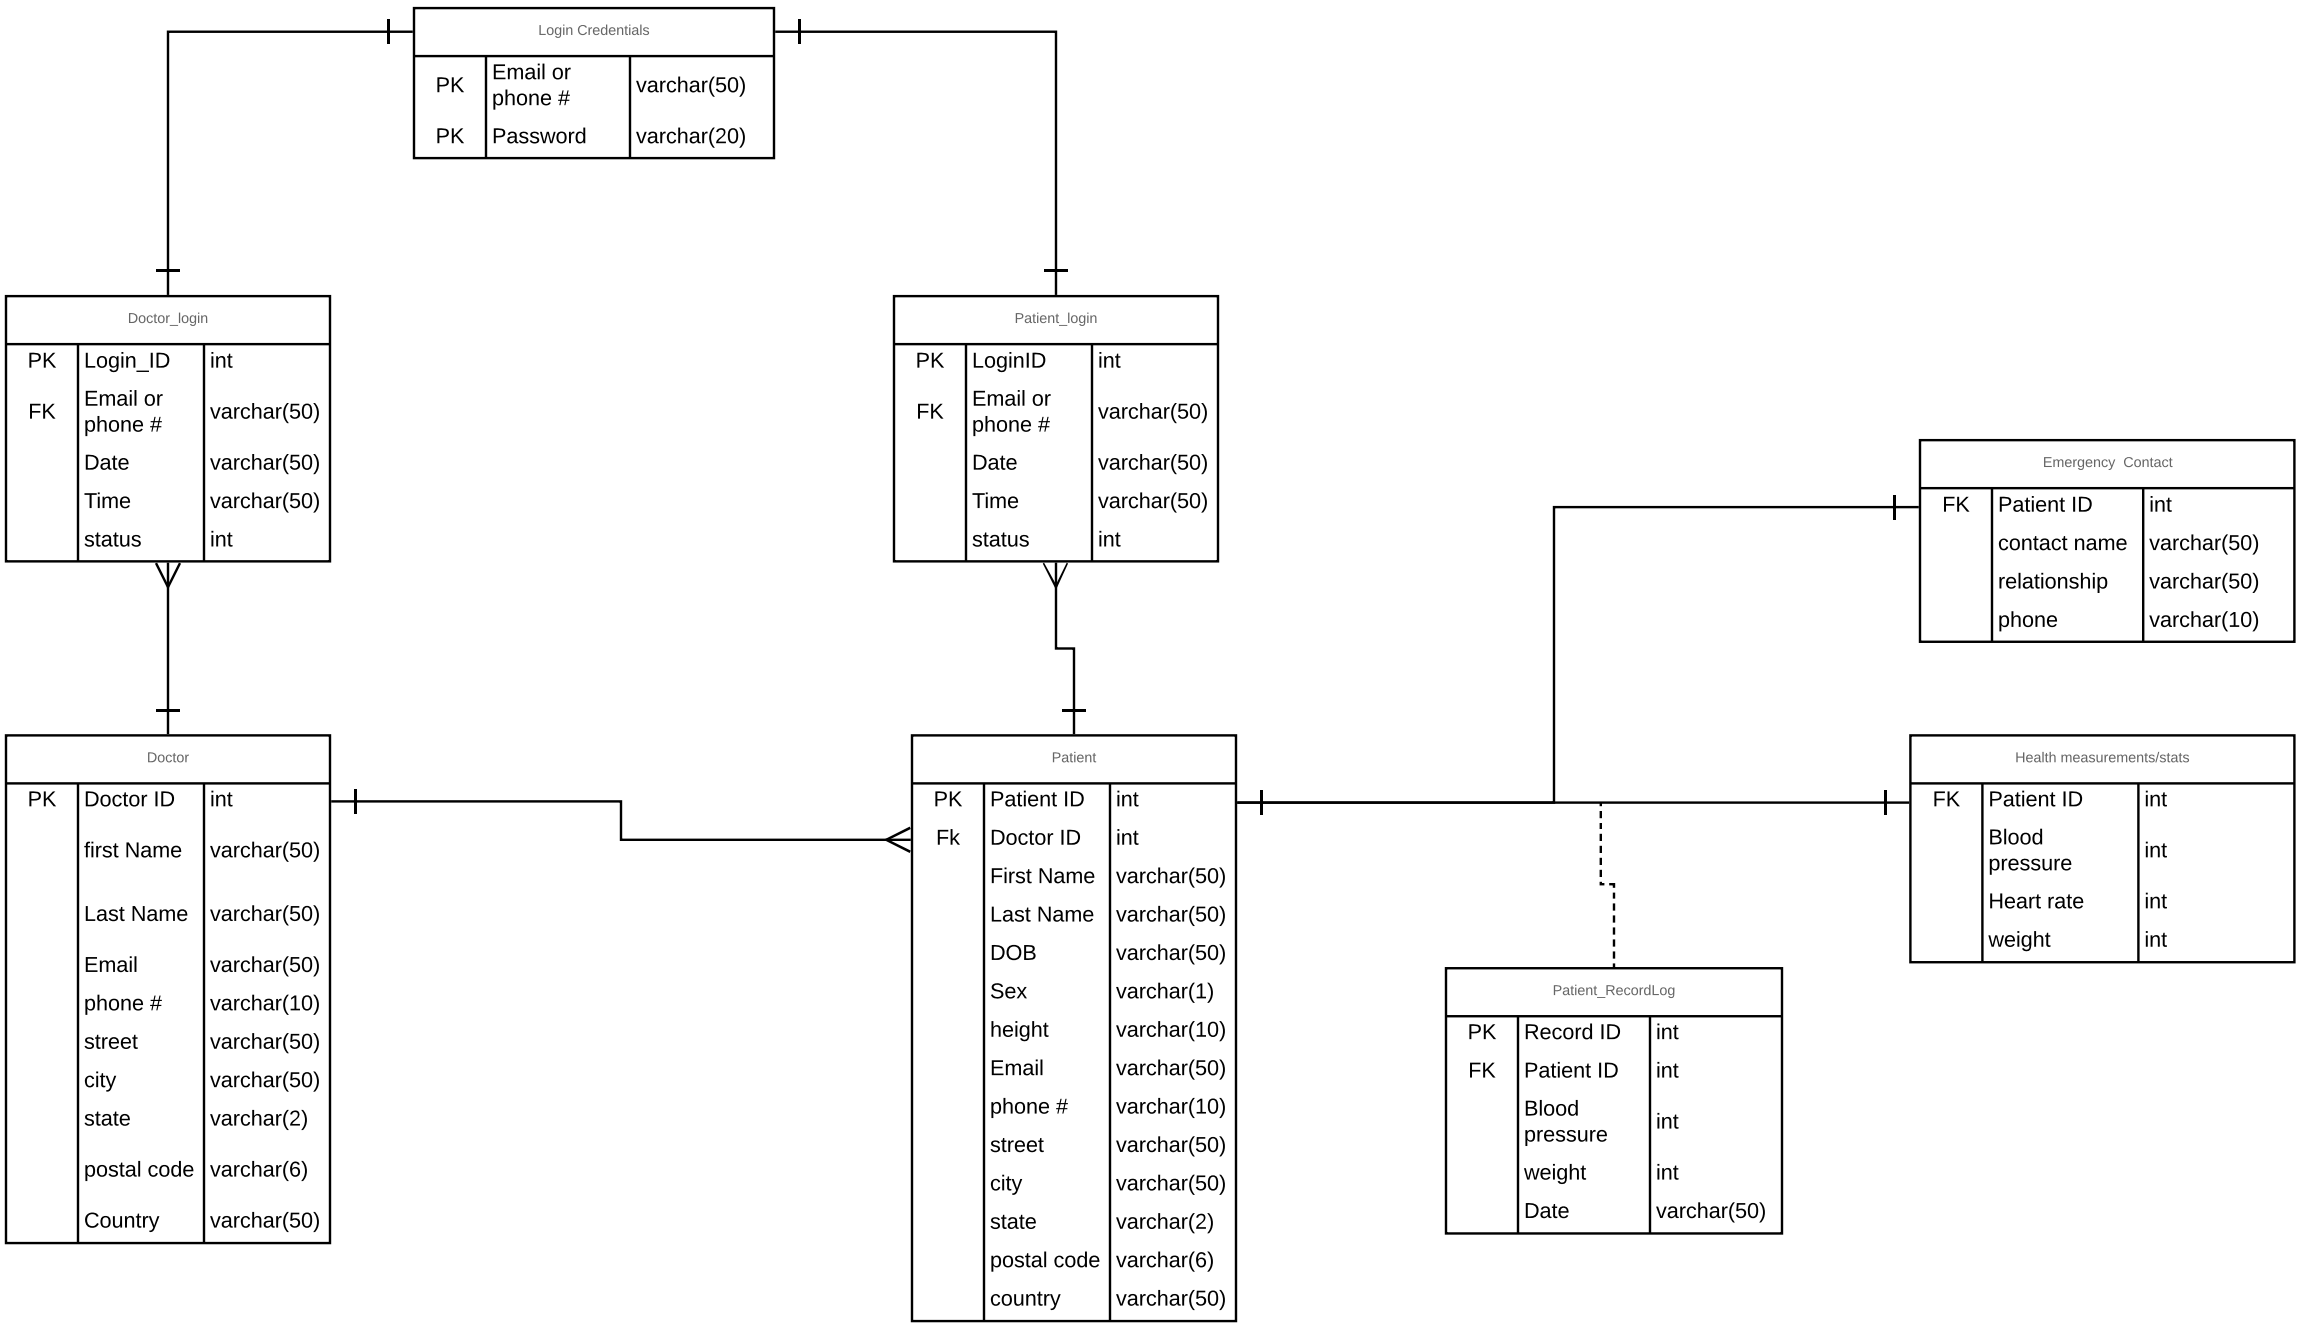 Login Credentials
PK Email or phone # varchar(50)
PK Password varchar(20)
Doctor_login
PK Login_ID int
FK Email or phone # varchar(50)
Date varchar(50)
Time varchar(50)
status int
Patient_login
PK LoginID int
FK Email or phone # varchar(50)
Date varchar(50)
Time varchar(50)
status int
Emergency Contact
FK Patient ID int
contact name varchar(50)
relationship varchar(50)
phone varchar(10)
Doctor
PK Doctor ID int
first Name varchar(50)
Last Name varchar(50)
Email varchar(50)
phone # varchar(10)
street varchar(50)
city varchar(50)
state varchar(2)
postal code varchar(6)
Country varchar(50)
Patient
PK Patient ID int
Fk Doctor ID int
First Name varchar(50)
Last Name varchar(50)
DOB varchar(50)
Sex varchar(1)
height varchar(10)
Email varchar(50)
phone # varchar(10)
street varchar(50)
city varchar(50)
state varchar(2)
postal code varchar(6)
country varchar(50)
Health measurements/stats
FK Patient ID int
Blood pressure int
Heart rate int
weight int
Patient_RecordLog
PK Record ID int
FK Patient ID int
Blood pressure int
weight int
Date varchar(50)